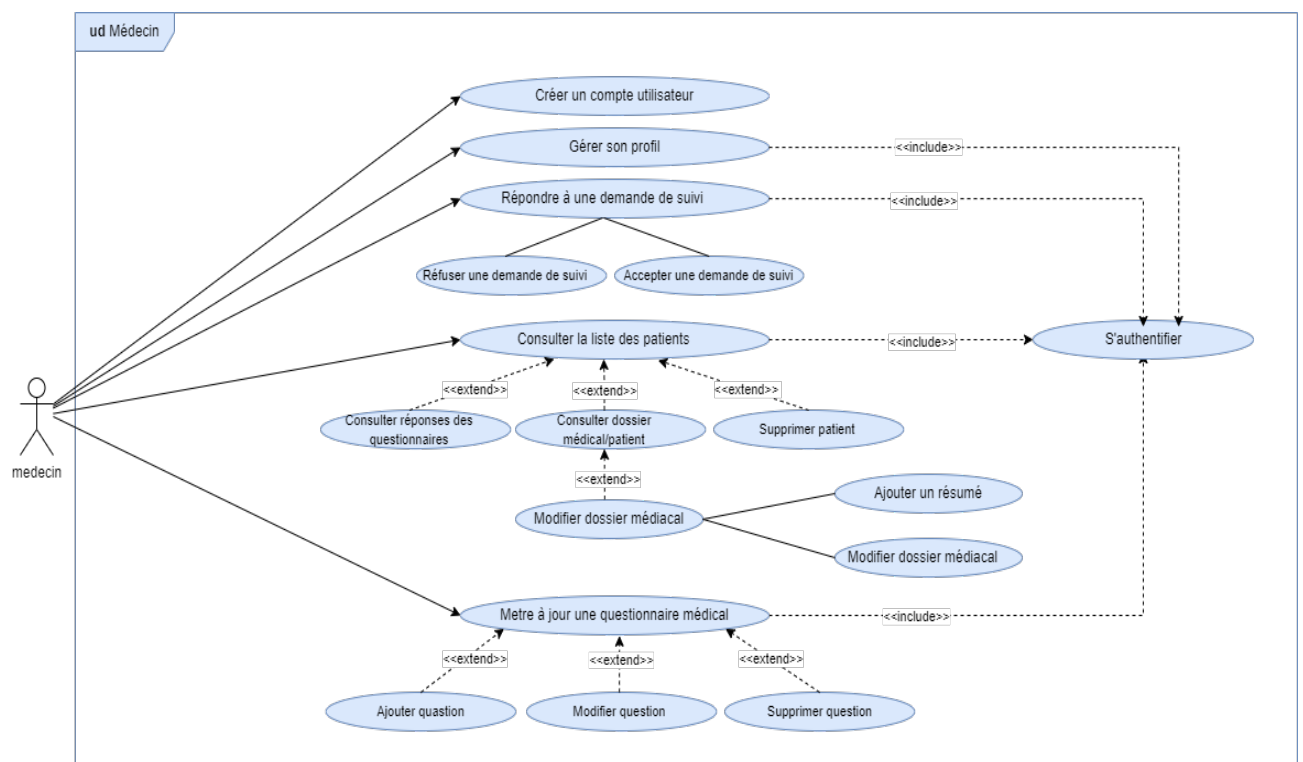 ud Médecin
Créer un compte utilisateur
Gérer son profil
<<include>>
Répondre à une demande de suivi
<<include>>
Réfuser une demande de suivi
Accepter une demande de suivi
Consulter la liste des patients
<<include>>
S'authentifier
<<extend>>
<<extend>>
<<extend>>
Consulter réponses des
questionnaires
Consulter dossier
médical/patient
Supprimer patient
medecin
<<extend>>
Ajouter un résumé
Modifier dossier médiacal
Modifier dossier médiacal
Metre à jour une questionnaire médical
<<include>>
<<extend>>
<<extend>>
<<extend>>
Ajouter quastion
Modifier question
Supprimer question